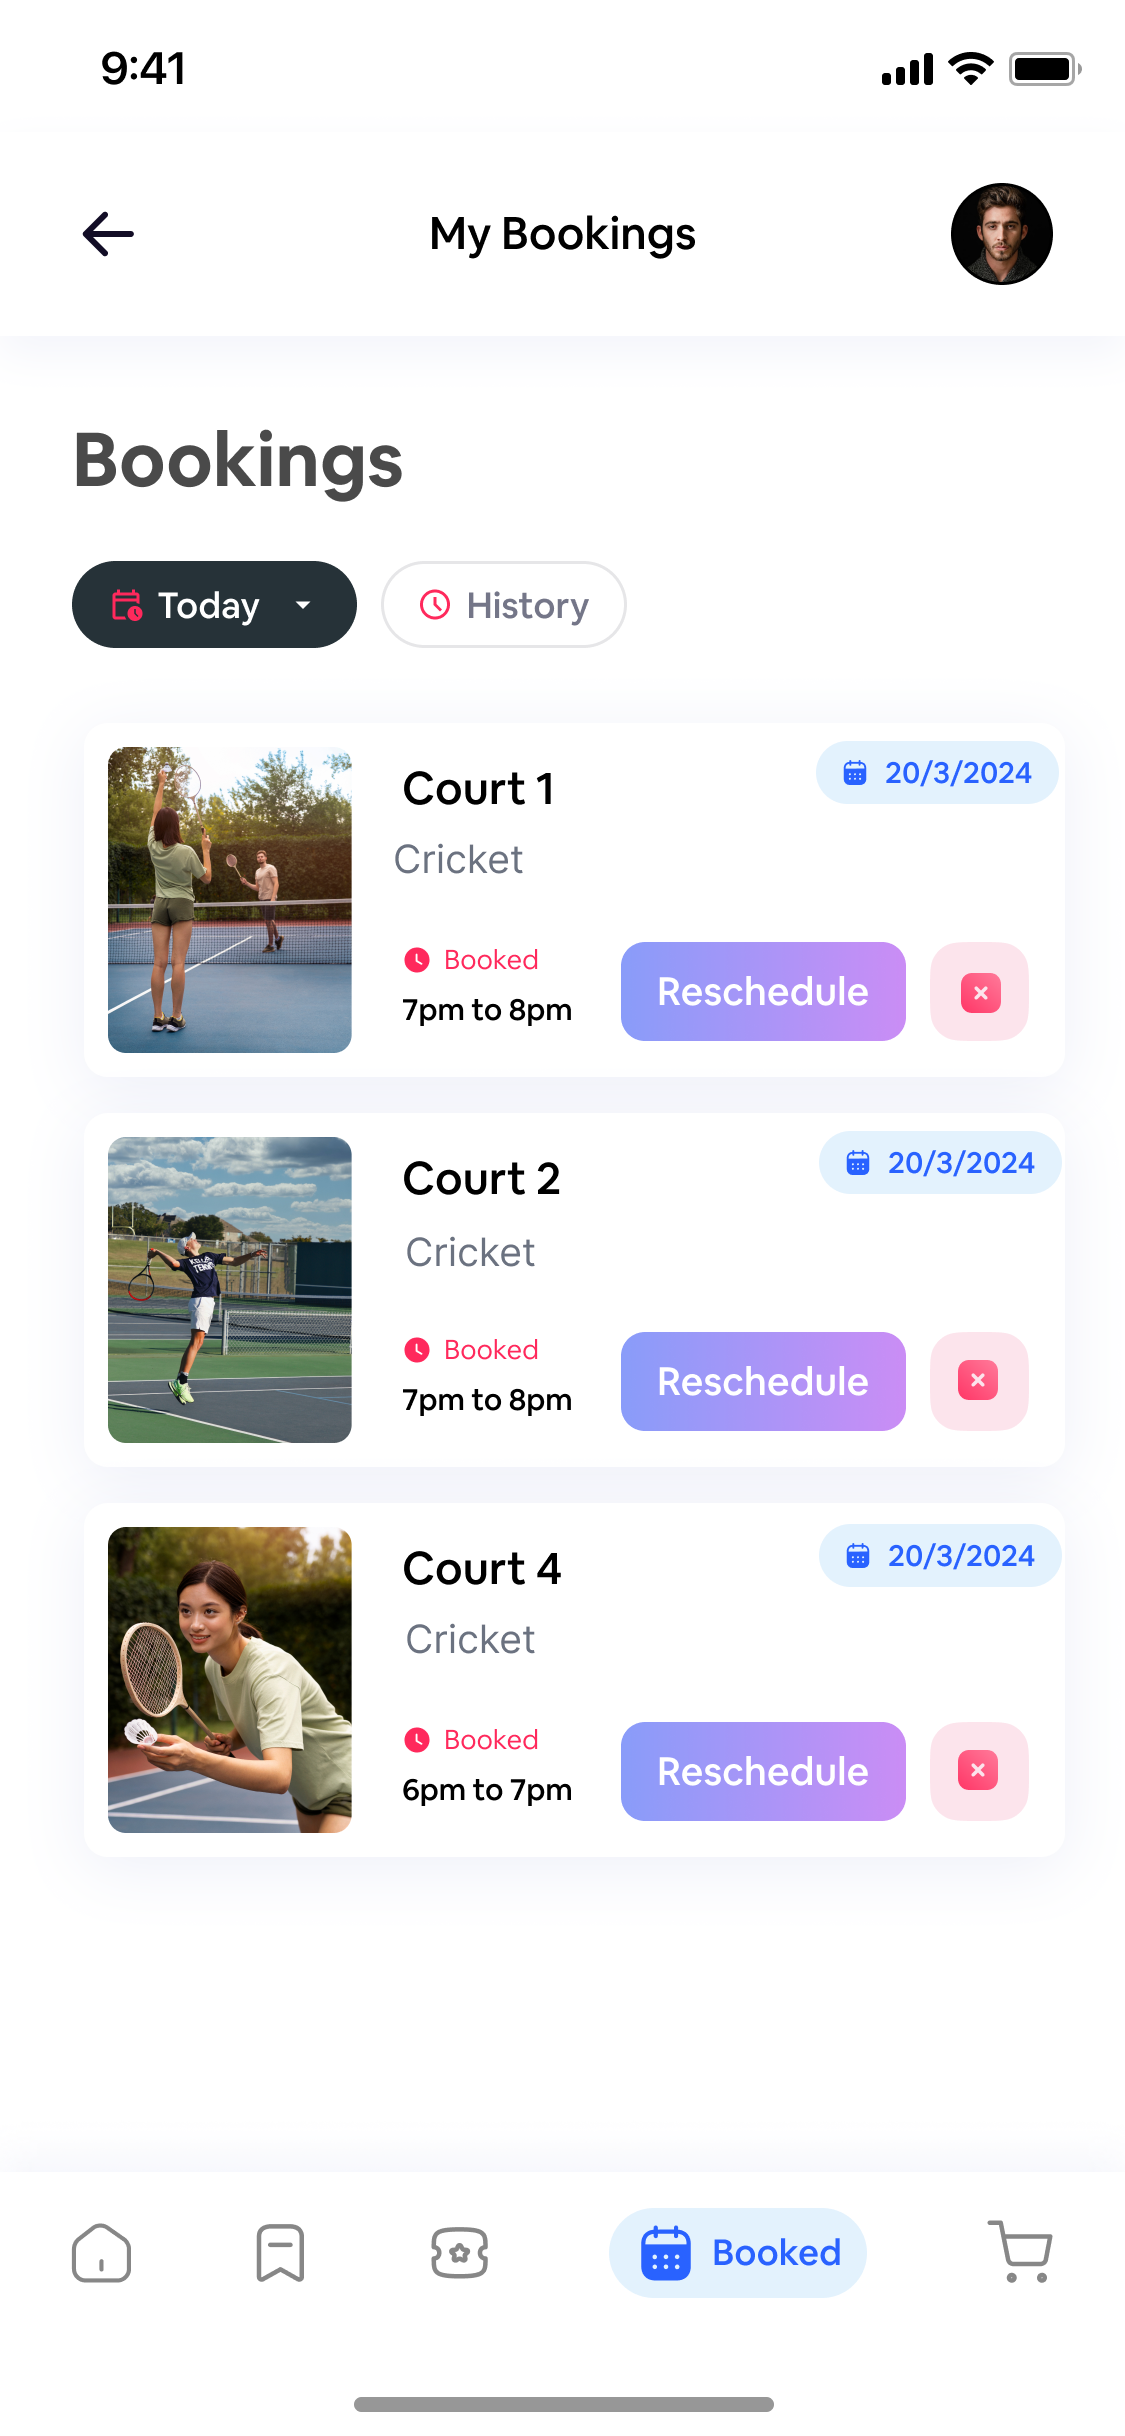 9:41
My Bookings
Bookings
Today
History
Court 1
20/3/2024
Cricket
Booked
7pm to 8pm
Reschedule
Court 2
20/3/2024
Cricket
Booked
7pm to 8pm
Reschedule
Court 4
20/3/2024
Cricket
Booked
6pm to 7pm
Reschedule
Booked